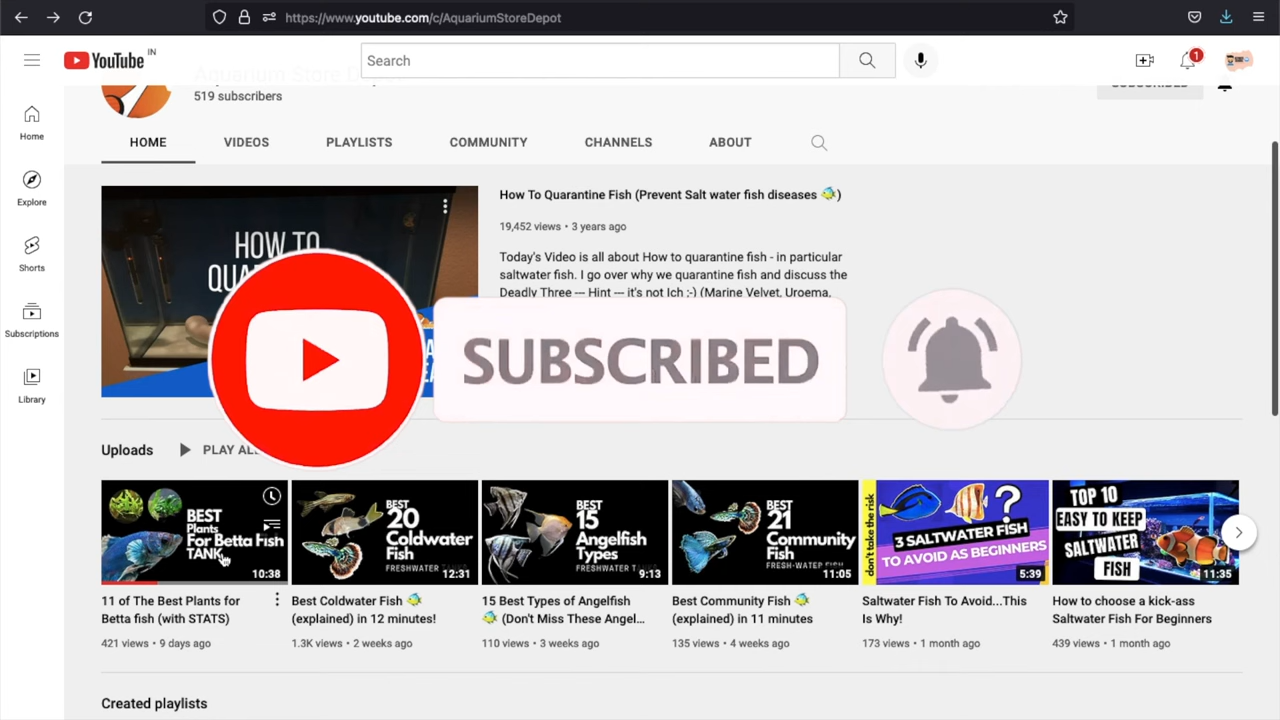 https://www.youtube.com/c/AquariumStoreDepot
YouTube IN
Search
1
Aquarium Store Depot
519 subscribers
SUBSCRIBED
HOME
VIDEOS
PLAYLISTS
COMMUNITY
CHANNELS
ABOUT
Home
Explore
Shorts
Subscriptions
Library
HOW TO
How To Quarantine Fish (Prevent Salt water fish diseases 🐠)
19,452 views • 3 years ago
Today's Video is all about How to quarantine fish - in particular
saltwater fish. I go over why we quarantine fish and discuss the
Deadly Three --- Hint --- it's not Ich ;-) (Marine Velvet, Uroema,
SUBSCRIBED
Uploads
PLAY ALL
BEST
Plants
For Betta Fish
TANK
10:38
11 of The Best Plants for
Betta fish (with STATS)
421 views • 9 days ago
BEST
20
Coldwater
Fish
FRESHWATER TANKS
12:31
Best Coldwater Fish 🐠
(explained) in 12 minutes!
1.3K views • 2 weeks ago
BEST
15
Angelfish
Types
FRESHWATER
9:13
15 Best Types of Angelfish
🐠 (Don't Miss These Angel...
110 views • 3 weeks ago
BEST
21
Community
Fish
FRESH-WATER
11:05
Best Community Fish 🐠
(explained) in 11 minutes
135 views • 4 weeks ago
don't take the risk
?
3 SALTWATER FISH
TO AVOID AS BEGINNERS
5:39
Saltwater Fish To Avoid...This
Is Why!
173 views • 1 month ago
TOP 10
EASY TO KEEP
SALTWATER
FISH
11:35
How to choose a kick-ass
Saltwater Fish For Beginners
439 views • 1 month ago
Created playlists